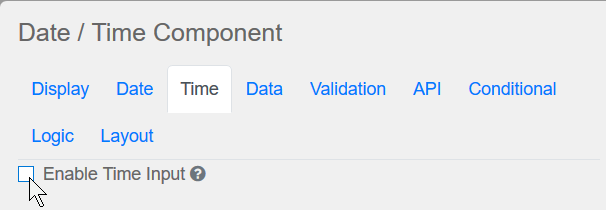 Date / Time Component
Display Date Time Data Validation API Conditional
Logic Layout
Enable Time Input ?